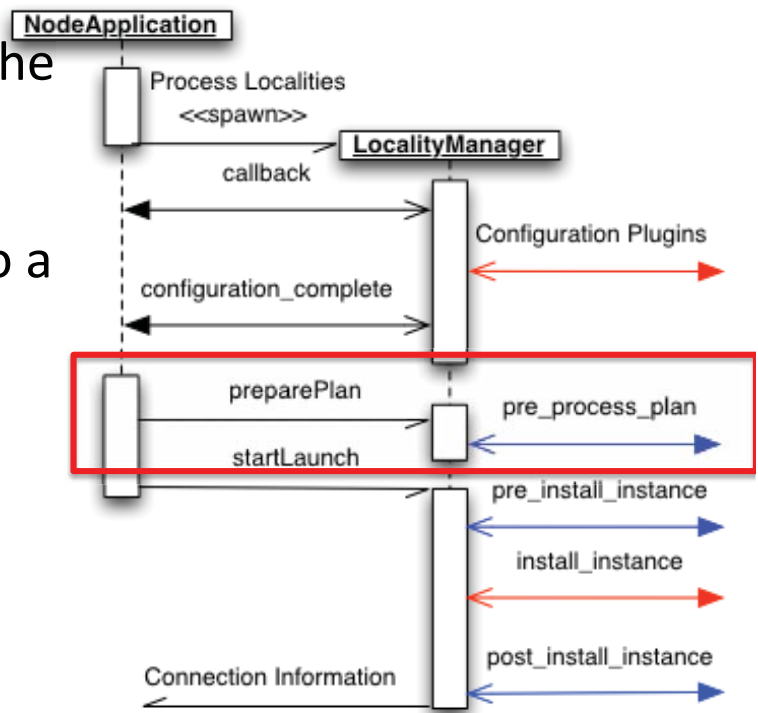 NodeApplication
he
Process Localities
<<spawn>>
LocalityManager
callback
Configuration Plugins
a
configuration_complete
preparePlan
pre_process_plan
startLaunch
pre_install_instance
install_instance
post_install_instance
Connection Information